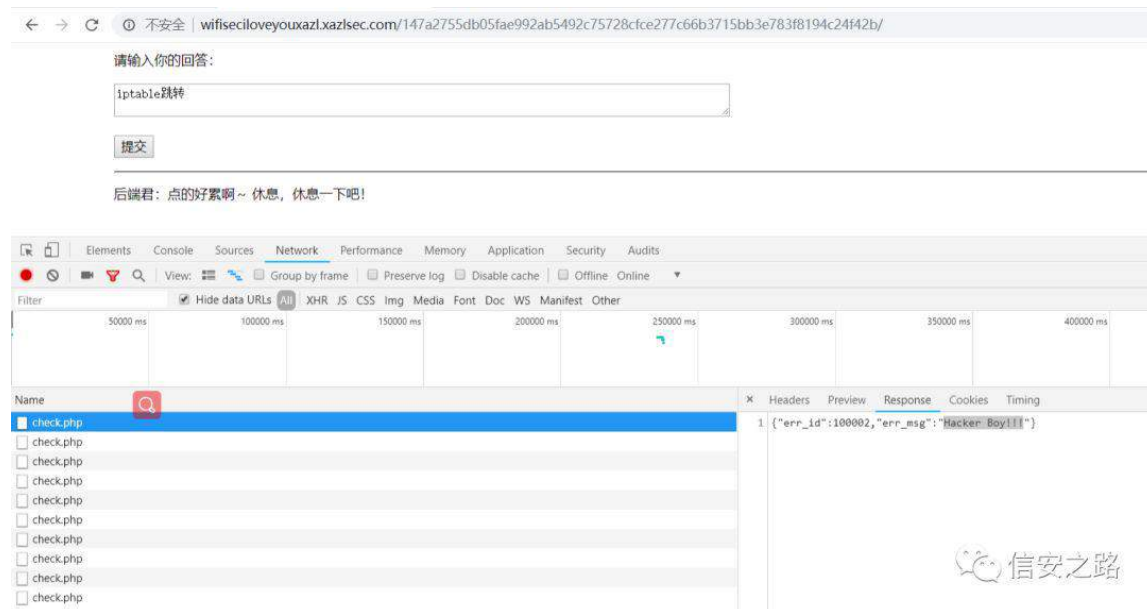 不安全 | wifiseciloveyouxazl.xazlsec.com/147a2755db05fae992ab5492c75728cfce277c66b3715bb3e783f8194c24f42b/
请输入你的回答：
iptable跳转
提交
后端君：点的好累啊~ 休息，休息一下吧！
Elements Console Sources Network Performance Memory Application Security Audits
View: Group by frame Preserve log Disable cache Offline Online
Filter Hide data URLs All XHR JS CSS Img Media Font Doc WS Manifest Other
50000 ms 100000 ms 150000 ms 200000 ms 250000 ms 300000 ms 350000 ms 400000 ms
Name × Headers Preview Response Cookies Timing
check.php 1 {"err_id":100002,"err_msg":"Hacker Boy!!!"}
check.php
check.php
check.php
check.php
check.php
check.php
check.php
check.php
check.php
信安之路